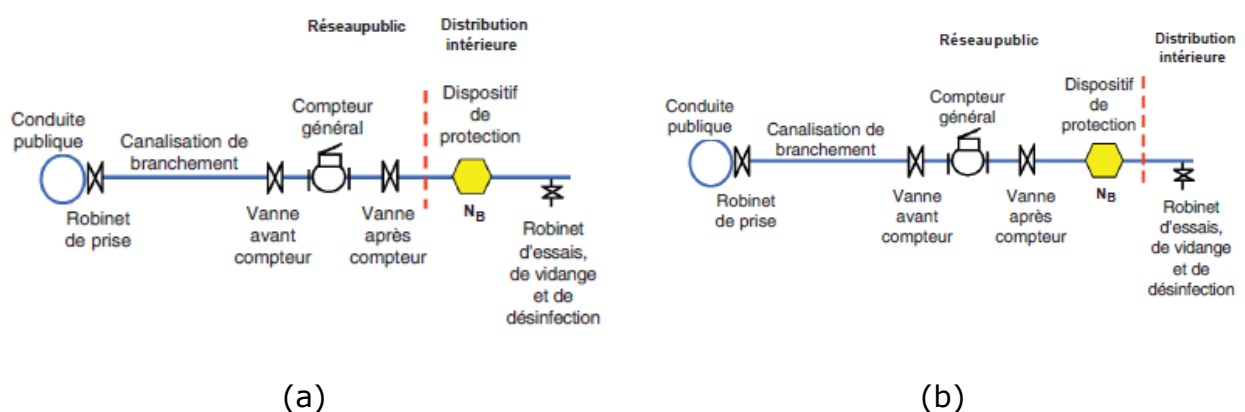 Réseaupublic
Distribution
intérieure
Conduite
publique
Canalisation de
branchement
Compteur
général
Dispositif
de
protection
Robinet
de prise
Vanne
avant
compteur
Vanne
après
compteur
NB
Robinet
d'essais,
de vidange
et de
désinfection
(a)
Réseaupublic
Distribution
intérieure
Conduite
publique
Canalisation de
branchement
Compteur
général
Dispositif
de
protection
Robinet
de prise
Vanne
avant
compteur
Vanne
après
compteur
NB
Robinet
d'essais,
de vidange
et de
désinfection
(b)